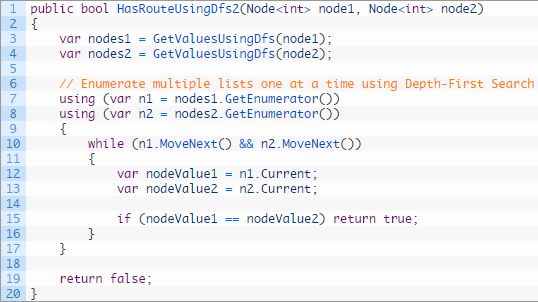 1 public bool HasRouteUsingDfs2(Node<int> node1, Node<int> node2)
2 {
3     var nodes1 = GetValuesUsingDfs(node1);
4     var nodes2 = GetValuesUsingDfs(node2);
5
6     // Enumerate multiple lists one at a time using Depth-First Search
7     using (var n1 = nodes1.GetEnumerator())
8     using (var n2 = nodes2.GetEnumerator())
9     {
10         while (n1.MoveNext() && n2.MoveNext())
11         {
12             var nodeValue1 = n1.Current;
13             var nodeValue2 = n2.Current;
14
15             if (nodeValue1 == nodeValue2) return true;
16         }
17     }
18
19     return false;
20 }